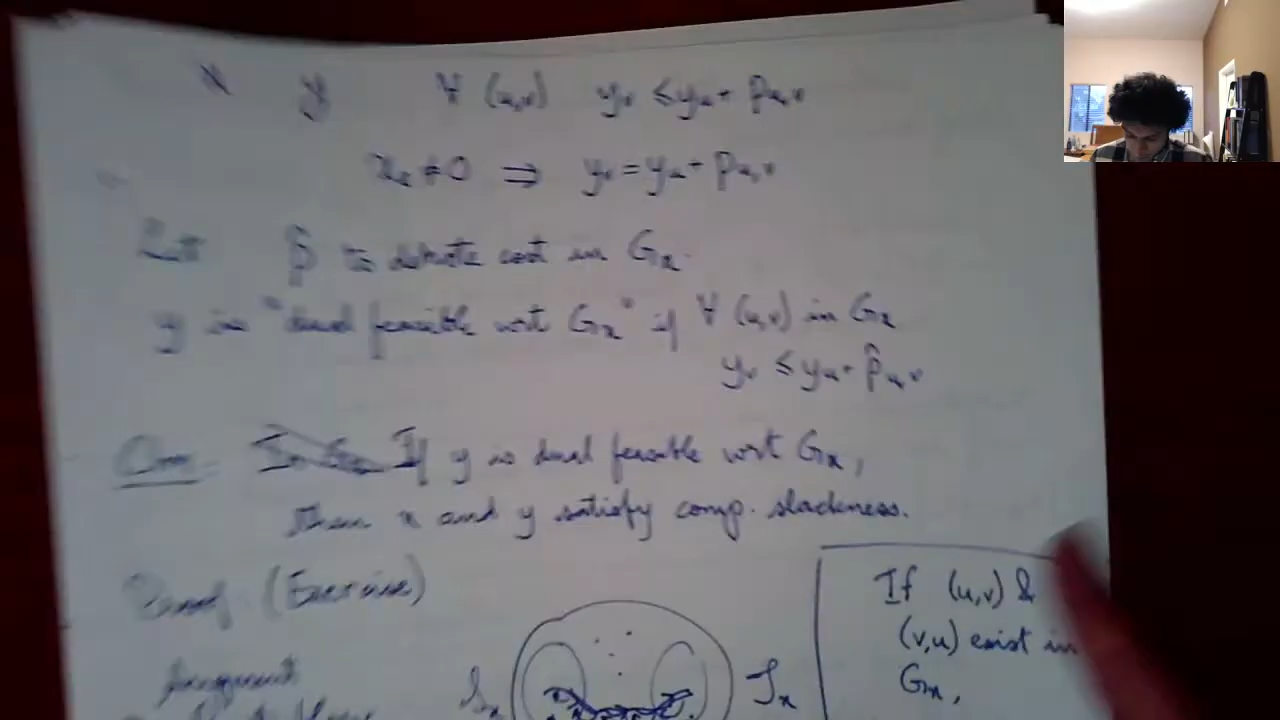 x y ∀ (u,v) y_v ≤ y_u + p_{u,v}
x_e ≠ 0 ⇒ y_v = y_u + p_{u,v}
Let p̂ to denote cost in G_x.
y is "dual feasible wrt G_x" if ∀ (u,v) in G_x
y_v ≤ y_u + p̂_{u,v}
If y is dual feasible wrt G_x,
then x and y satisfy comp. slackness.
Proof (Exercise)
If (u,v) &
(v,u) exist in
G_x,
Assignment
S_x T_x